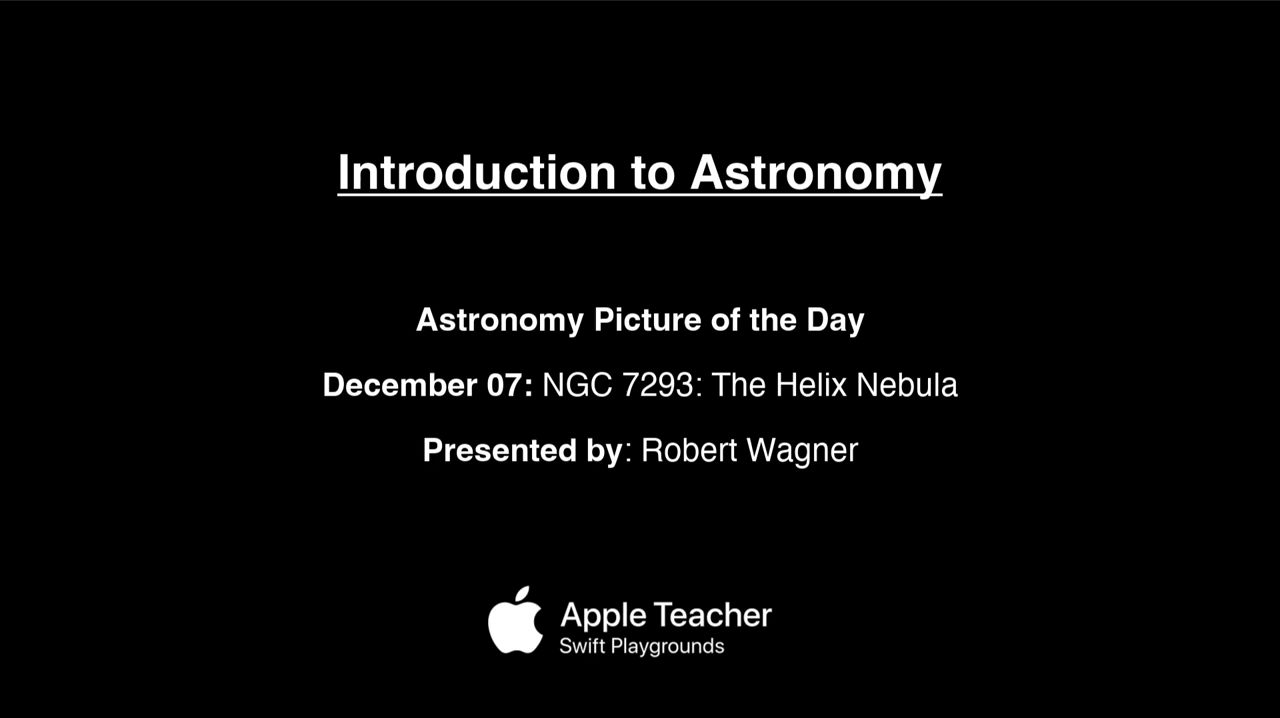 Introduction to Astronomy
Astronomy Picture of the Day
December 07: NGC 7293: The Helix Nebula
Presented by: Robert Wagner
Apple Teacher
Swift Playgrounds